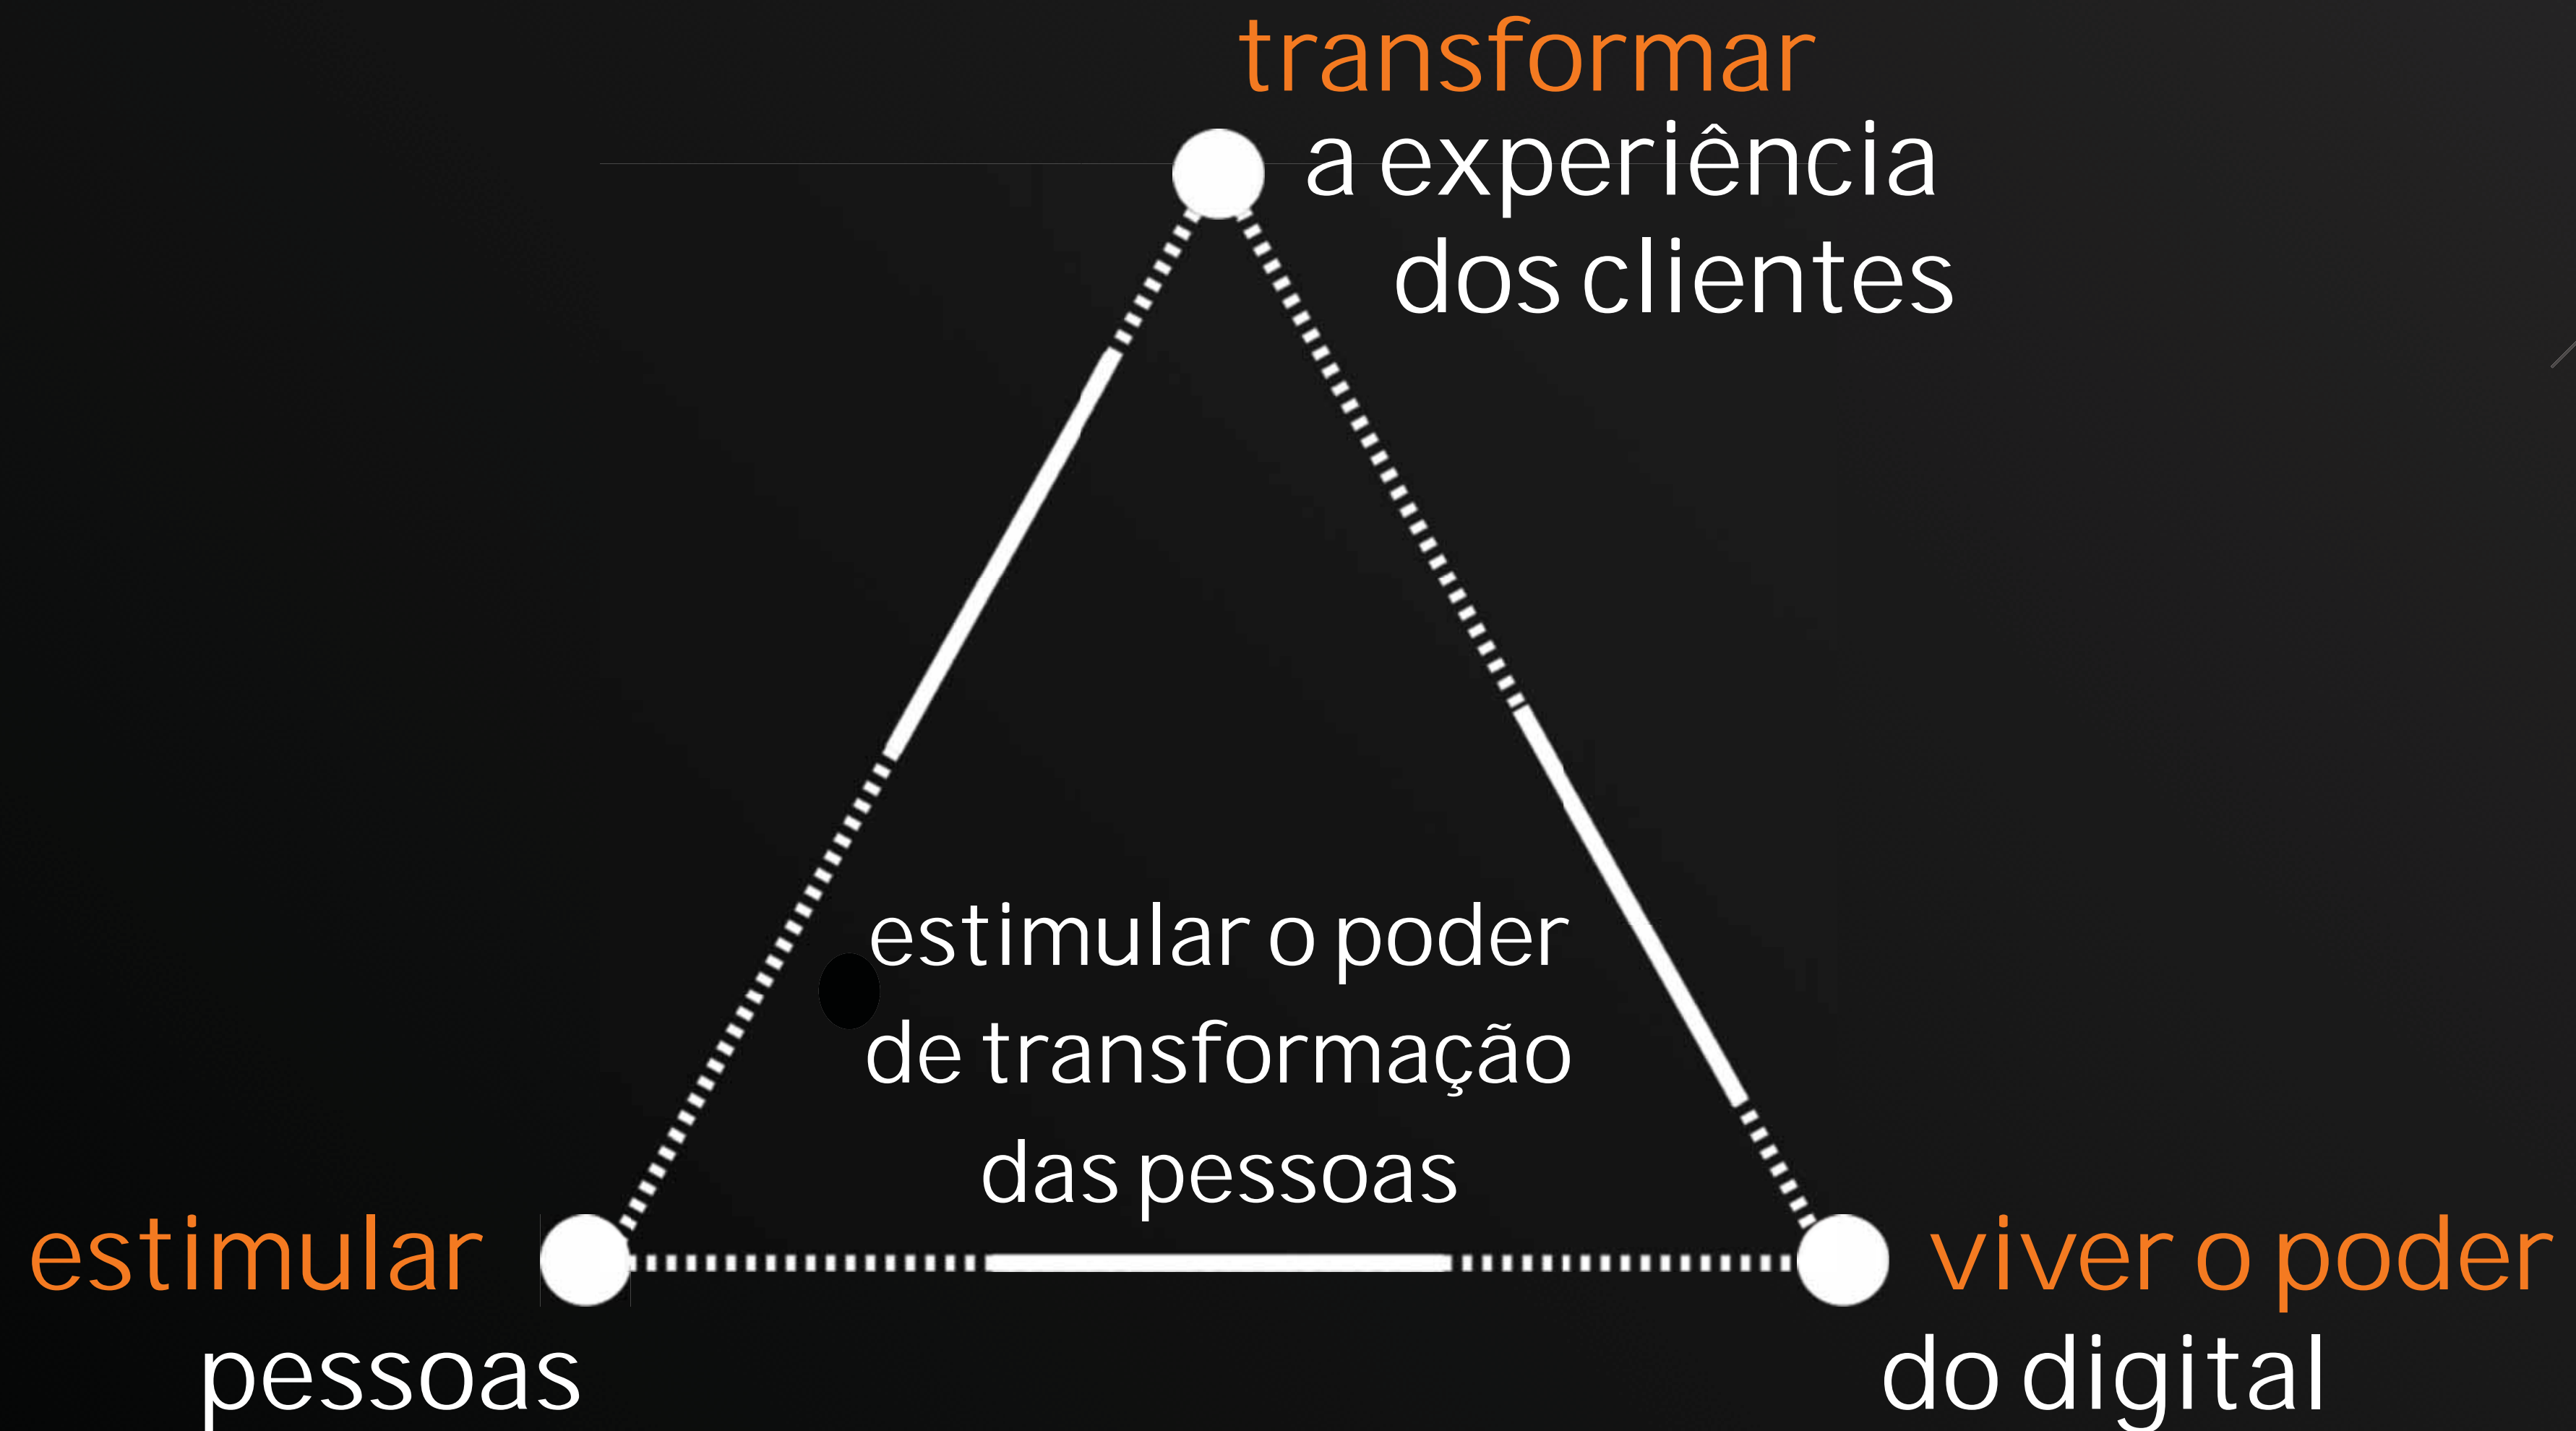 transformar
a experiência
dos clientes
estimular o poder
de transformação
das pessoas
estimular
pessoas
viver o poder
do digital